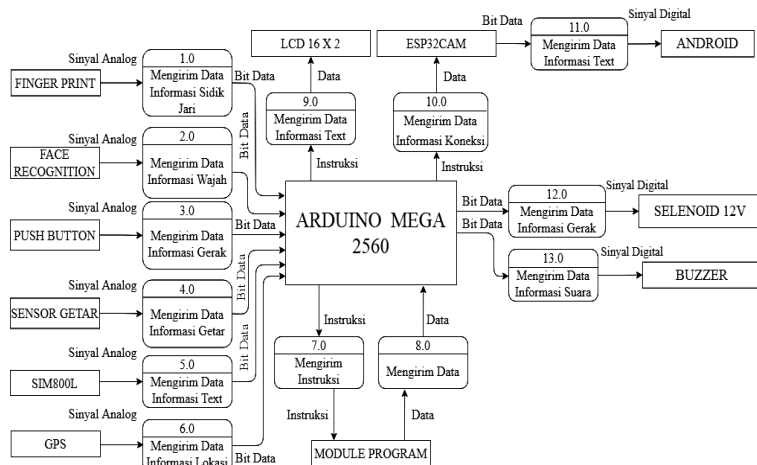 Sinyal Analog
FINGER PRINT
1.0
Mengirim Data
Informasi Sidik
Jari
Bit Data
Sinyal Analog
FACE
RECOGNITION
2.0
Mengirim Data
Informasi Wajah
Bit Data
Sinyal Analog
PUSH BUTTON
3.0
Mengirim Data
Informasi Gerak
Bit Data
Sinyal Analog
SENSOR GETAR
4.0
Mengirim Data
Informasi Getar
Bit Data
Sinyal Analog
SIM800L
5.0
Mengirim Data
Informasi Text
Bit Data
Sinyal Analog
GPS
6.0
Mengirim Data
Informasi Lokasi
Bit Data
LCD 16 X 2
Data
9.0
Mengirim Data
Informasi Text
Instruksi
ESP32CAM
Data
10.0
Mengirim Data
Informasi Koneksi
Instruksi
Bit Data
11.0
Mengirim Data
Informasi Text
Sinyal Digital
ANDROID
ARDUINO MEGA
2560
Bit Data
12.0
Mengirim Data
Informasi Gerak
Sinyal Digital
SELENOID 12V
Bit Data
13.0
Mengirim Data
Informasi Suara
Sinyal Digital
BUZZER
Instruksi
7.0
Mengirim
Instruksi
Instruksi
Data
8.0
Mengirim Data
Data
MODULE PROGRAM